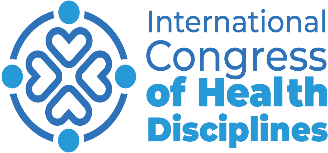 International
Congress
of Health
Disciplines